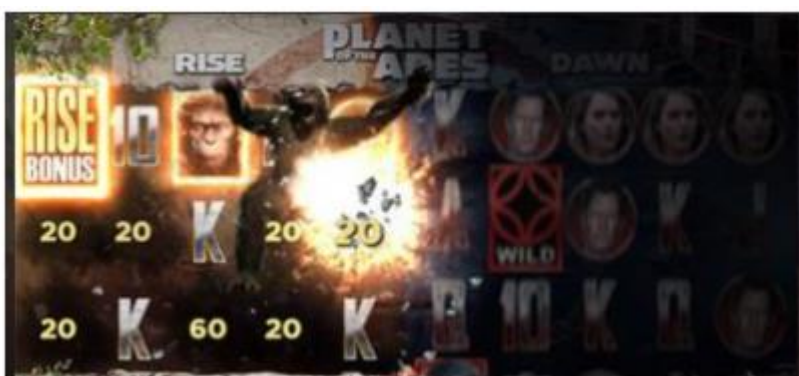 PLANET
OF THE
APES
RISE
DAWN
RISE
BONUS
10
K
20
20
K
20
20
A
WILD
K
J
20
K
60
20
K
Q
10
K
Q